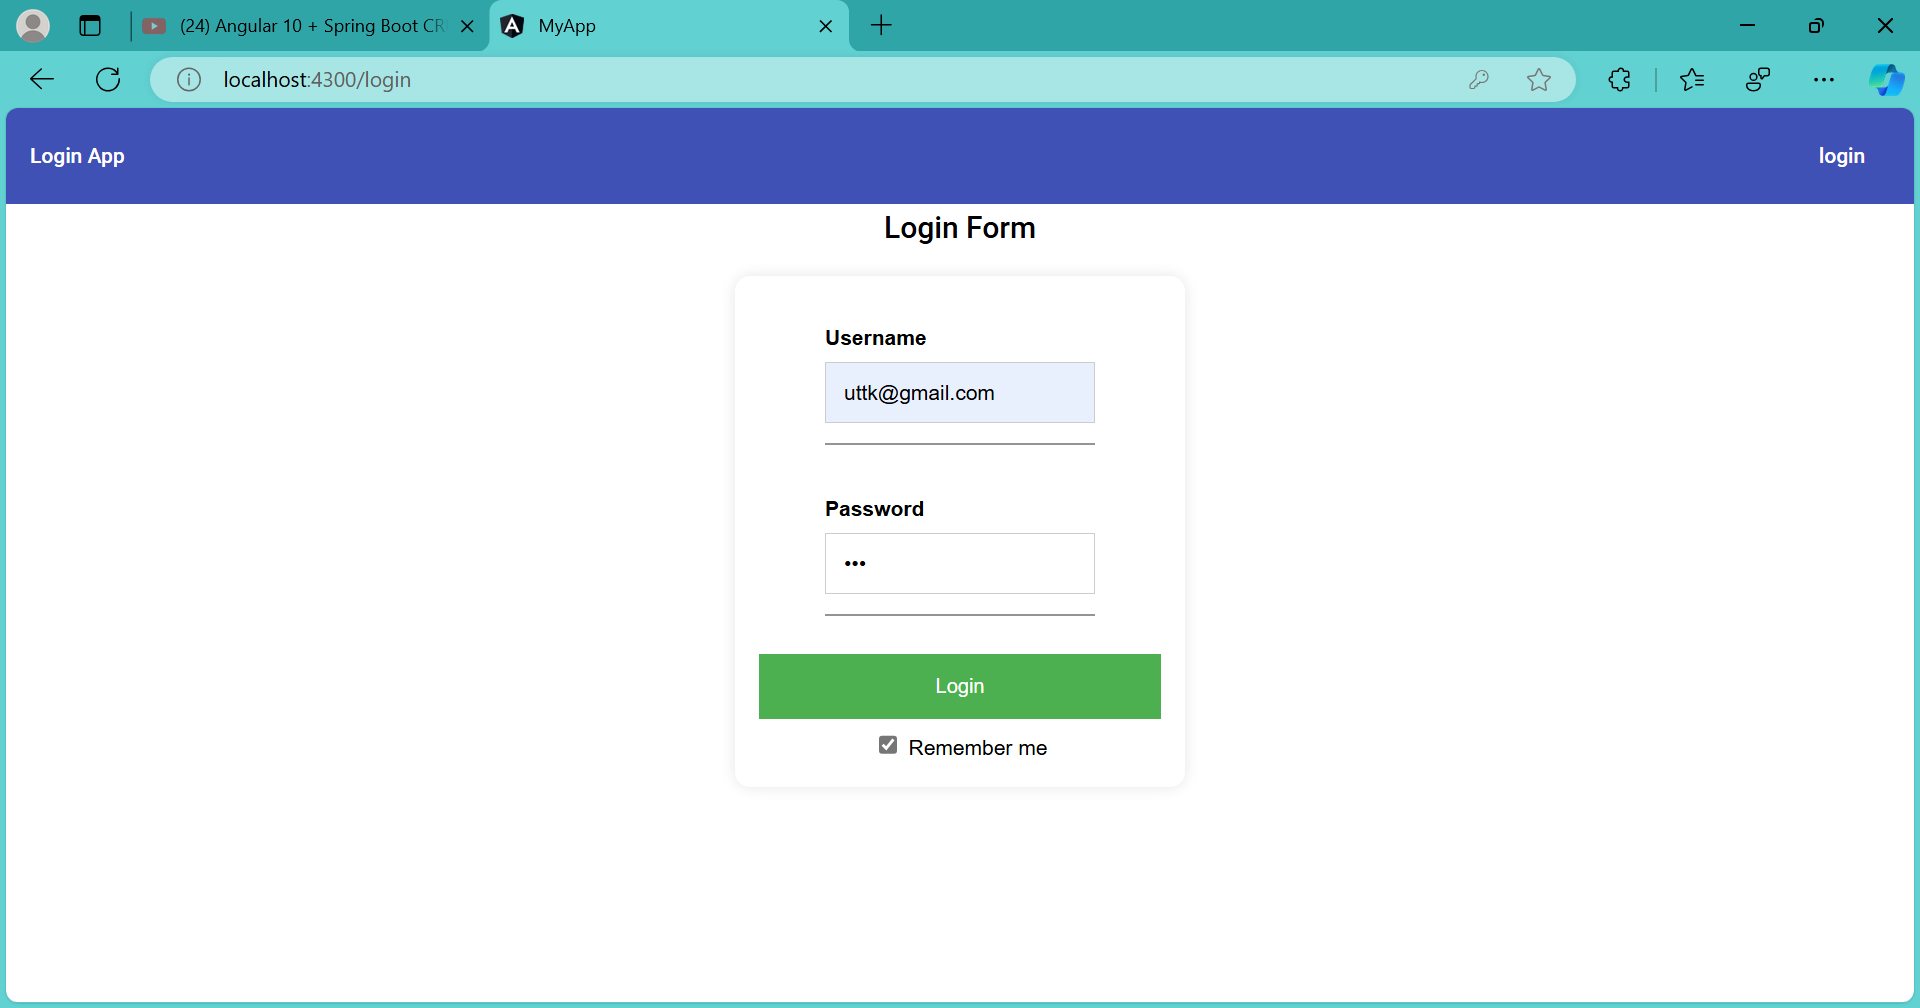 (24) Angular 10 + Spring Boot CR
MyApp
localhost:4300/login
Login App
login
Login Form
Username
uttk@gmail.com
Password
•••
Login
Remember me